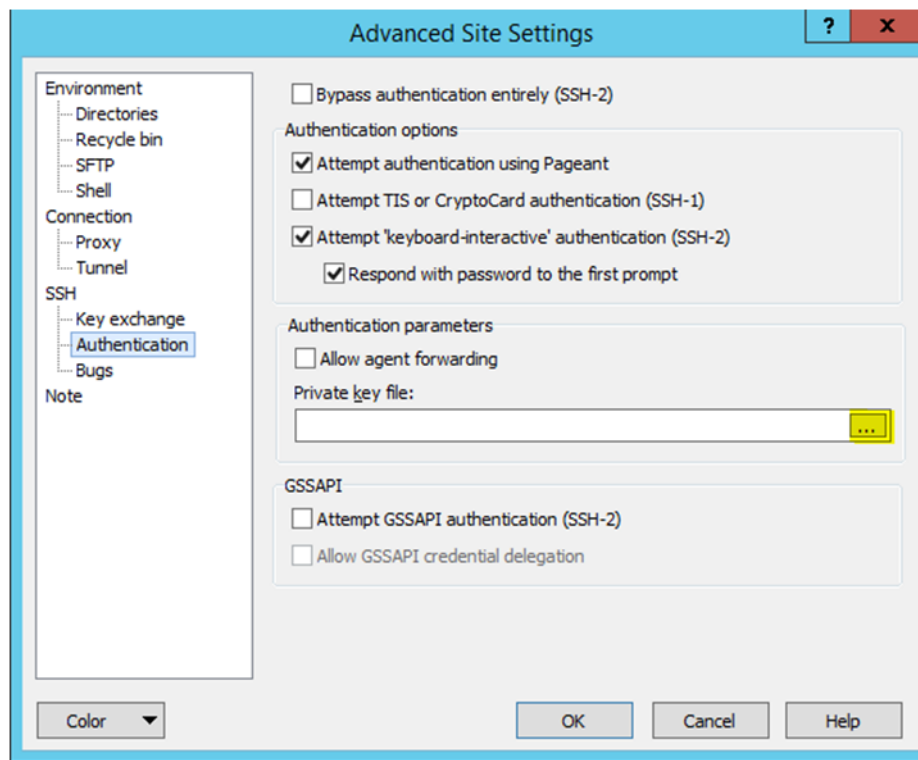 Advanced Site Settings
?
x
Environment
Directories
Recycle bin
SFTP
Shell
Connection
Proxy
Tunnel
SSH
Key exchange
Authentication
Bugs
Note
Bypass authentication entirely (SSH-2)
Authentication options
Attempt authentication using Pageant
Attempt TIS or CryptoCard authentication (SSH-1)
Attempt 'keyboard-interactive' authentication (SSH-2)
Respond with password to the first prompt
Authentication parameters
Allow agent forwarding
Private key file:
...
GSSAPI
Attempt GSSAPI authentication (SSH-2)
Allow GSSAPI credential delegation
Color
OK
Cancel
Help